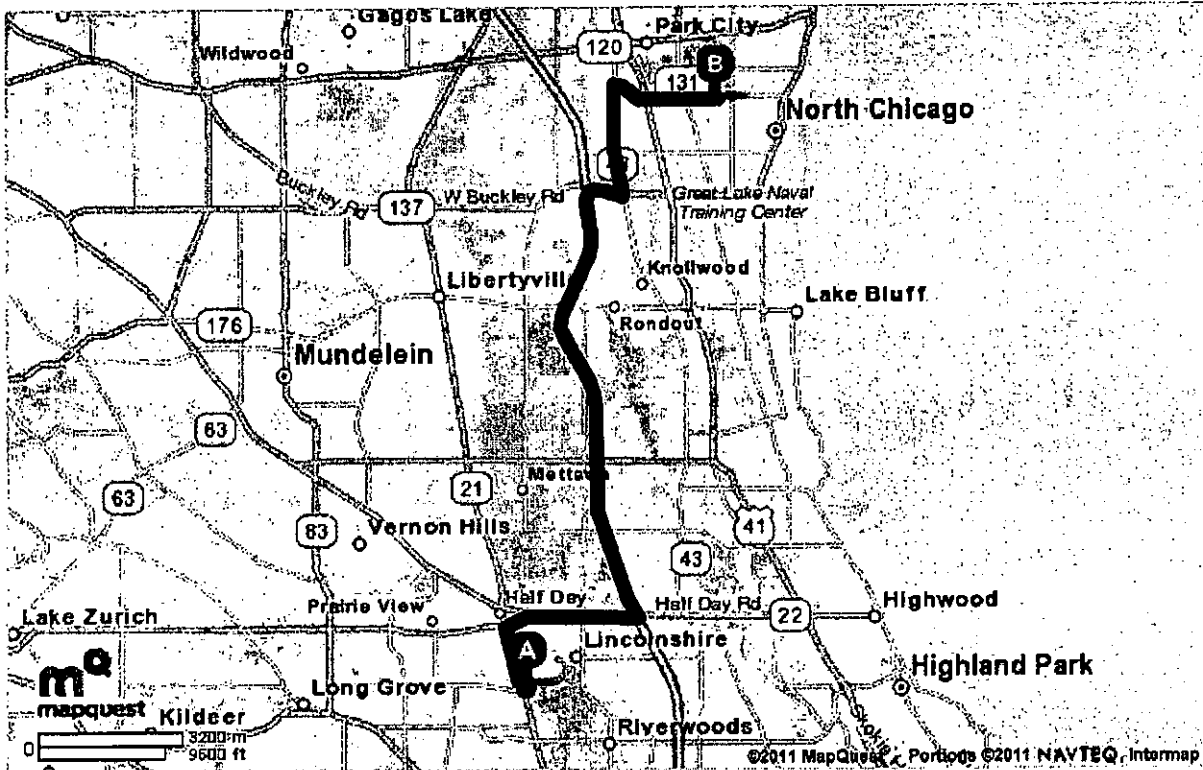 Gages Lake
Park City
Wildwood
120
B
131
North Chicago
Buckley Rd
W Buckley Rd
137
Great Lake Naval
Training Center
Knollwood
Libertyvill
Lake Bluff
Rondout
176
Mundelein
63
Mettawa
63
21
83
Vernon Hills
41
43
Half Day
Half Day Rd
Prairie View
22
Highwood
Lake Zurich
A
Lincolnshire
Highland Park
mQ
mapquest
Long Grove
Kildeer
Riverwoods
Skokie
0
3200 m
9600 ft
©2011 MapQuest Portions ©2011 NAVTEQ, Intermap